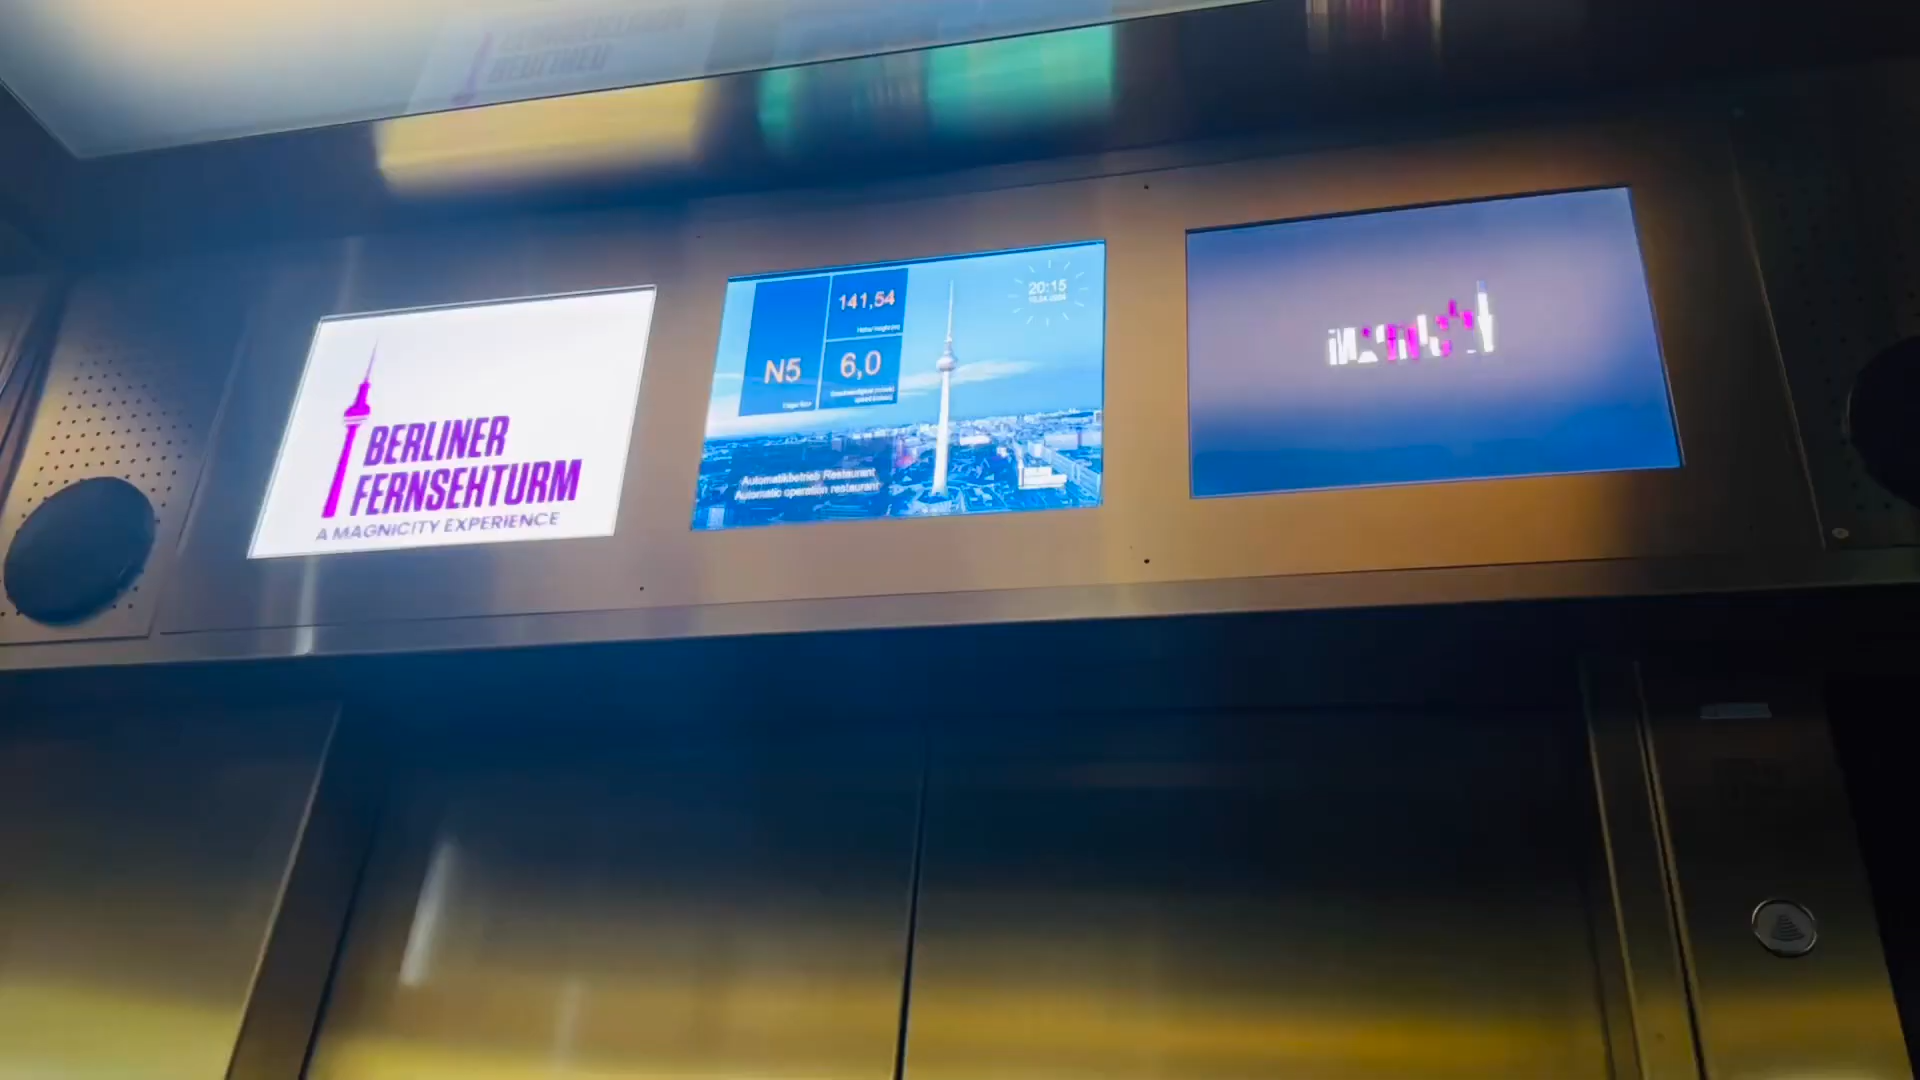 BERLINER
FERNSEHTURM
A MAGNICITY EXPERIENCE
141,54
N5
6,0
20:15
Automatikbetrieb Restaurant
Automatic operation restaurant